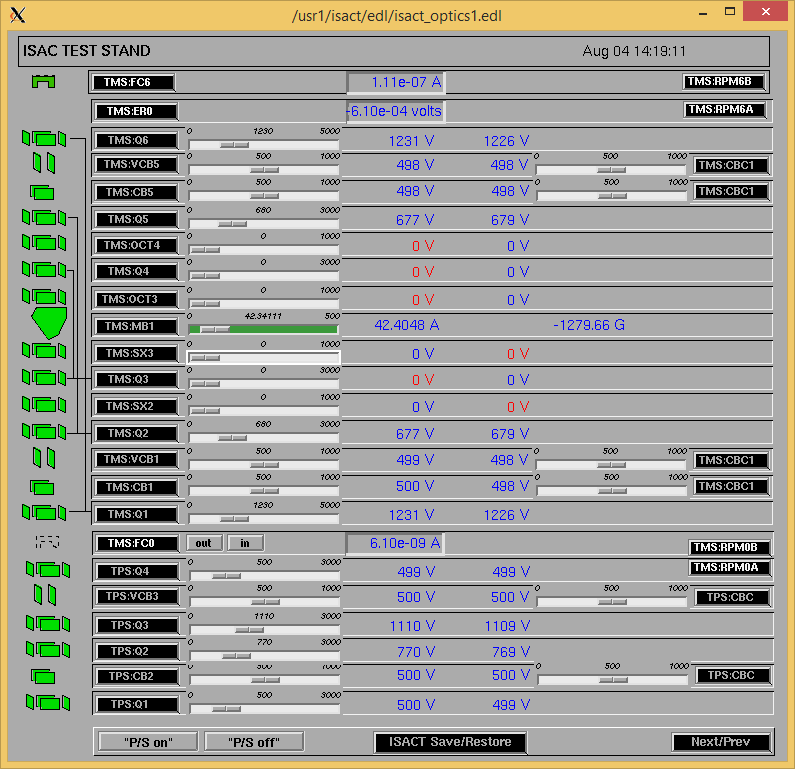 /usr1/isact/edl/isact_optics1.edl
ISAC TEST STAND Aug 04 14:19:11
TMS:FC6 1.11e-07 A TMS:RPM6B
TMS:ER0 -6.10e-04 volts TMS:RPM6A
0 1230 5000
TMS:Q6 1231 V 1226 V
0 500 1000 0 500 1000
TMS:VCB5 498 V 498 V TMS:CBC1
0 500 1000 0 500 1000
TMS:CB5 498 V 498 V TMS:CBC1
0 680 3000
TMS:Q5 677 V 679 V
0 0 1000
TMS:OCT4 0 V 0 V
0 0 3000
TMS:Q4 0 V 0 V
0 0 1000
TMS:OCT3 0 V 0 V
0 42.34111 500
TMS:MB1 42.4048 A -1279.66 G
0 0 1000
TMS:SX3 0 V 0 V
0 0 3000
TMS:Q3 0 V 0 V
0 0 1000
TMS:SX2 0 V 0 V
0 680 3000
TMS:Q2 677 V 679 V
0 500 1000 0 500 1000
TMS:VCB1 499 V 498 V TMS:CBC1
0 500 1000 0 500 1000
TMS:CB1 500 V 498 V TMS:CBC1
0 1230 5000
TMS:Q1 1231 V 1226 V
TMS:FC0 out in 6.10e-09 A TMS:RPM0B
0 500 3000 TMS:RPM0A
TPS:Q4 499 V 499 V
0 500 1000 0 500 1000
TPS:VCB3 500 V 500 V TPS:CBC
0 1110 3000
TPS:Q3 1110 V 1109 V
0 770 3000
TPS:Q2 770 V 769 V
0 500 1000 0 500 1000
TPS:CB2 500 V 500 V TPS:CBC
0 500 3000
TPS:Q1 500 V 499 V
"P/S on" "P/S off" ISACT Save/Restore Next/Prev